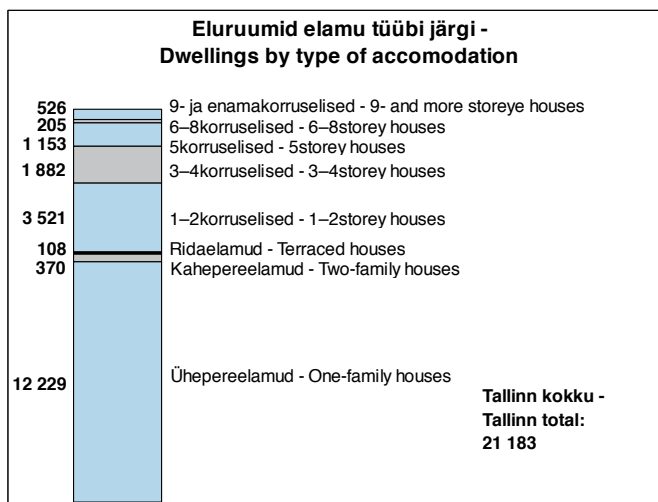 Eluruumid elamu tüübi järgi -
Dwellings by type of accomodation
526 9- ja enamakorruselised - 9- and more storeye houses
205 6–8korruselised - 6–8storey houses
1 153 5korruselised - 5storey houses
1 882 3–4korruselised - 3–4storey houses
3 521 1–2korruselised - 1–2storey houses
108 Ridaelamud - Terraced houses
370 Kahepereelamud - Two-family houses
12 229 Ühepereelamud - One-family houses
Tallinn kokku -
Tallinn total:
21 183